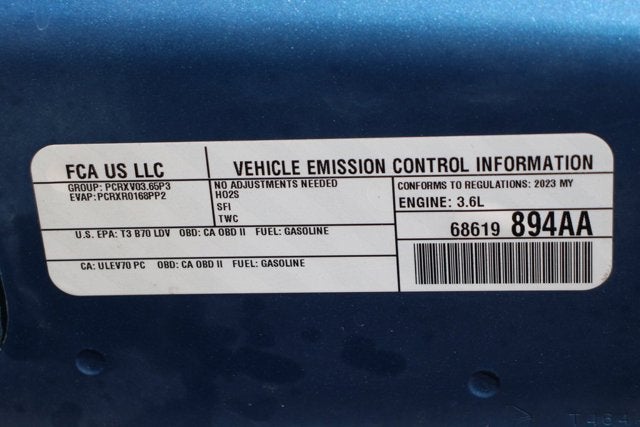 FCA US LLC
VEHICLE EMISSION CONTROL INFORMATION
GROUP: PCRXV03.65P3
EVAP: PCRXR0168PP2
NO ADJUSTMENTS NEEDED
HO2S
SFI
TWC
CONFORMS TO REGULATIONS: 2023 MY
ENGINE: 3.6L
U.S. EPA: T3 B70 LDV OBD: CA OBD II FUEL: GASOLINE
68619 894AA
CA: ULEV70 PC OBD: CA OBD II FUEL: GASOLINE